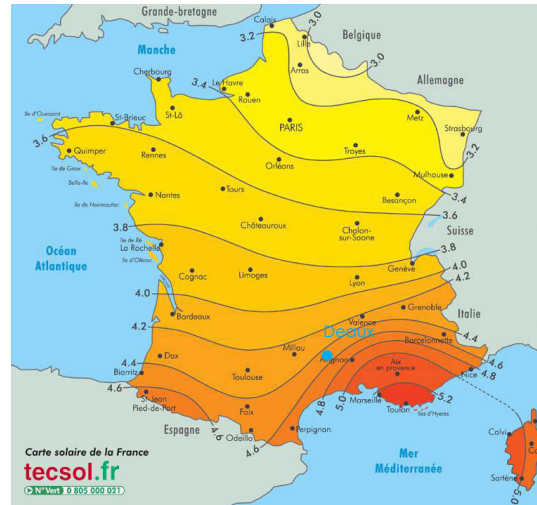 Grande-bretagne
Calais
3.0
3.2
Lille
Belgique
Manche
3.0
Arras
Cherbourg
Le Havre
3.4
Allemagne
Rouen
Ile d'Ouessant
St-Brieuc
St-Lô
PARIS
Metz
Strasbourg
3.6
Quimper
Rennes
Troyes
3.2
Ile de Groix
Orléans
Mulhouse
Belle-Ile
Tours
Besançon
3.4
Nantes
Ile de Noirmoutier
3.6
Châteauroux
3.8
Chalon-
sur-Saone
Suisse
Ile de Ré
La Rochelle
3.8
Océan
Atlantique
Ile d'Oléron
Genève
4.0
Cognac
Limoges
Lyon
4.2
4.0
Grenoble
Bordeaux
Valence
Italie
4.2
Deaux
4.4
Barcelonnette
Millau
Dax
Avignon
4.6
4.4
Aix
en provence
Nice
4.8
Biarritz
Toulouse
4.6
Marseille
5.2
St Jean
Pied-de-Port
4.8
5.0
Toulon
Foix
Iles d'Hyeres
Espagne
4.6
Odeillo
4.6
Perpignan
Calvi
Carte solaire de la France
Mer
Méditerranée
tecsol.fr
Sartène
N° Vert 0 805 000 021
5.0